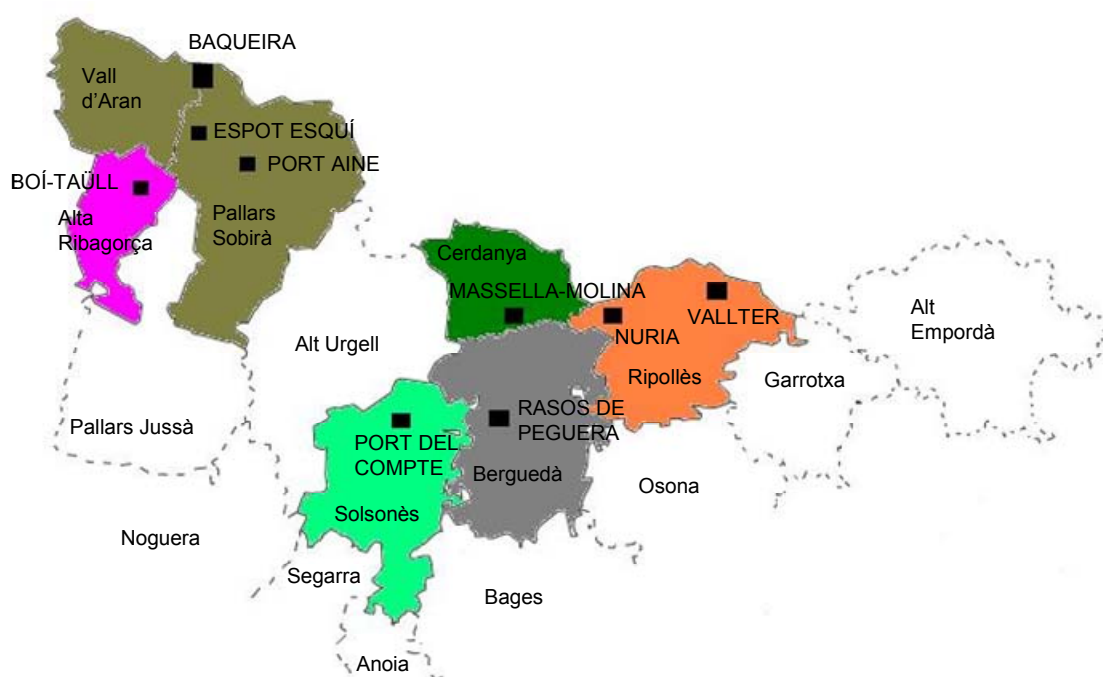 BAQUEIRA
Vall
d'Aran
ESPOT ESQUÍ
PORT AINE
BOÍ-TAÜLL
Alta
Ribagorça
Pallars
Sobirà
Cerdanya
MASSELLA-MOLINA
VALLTER
NURIA
Alt
Empordà
Alt Urgell
Ripollès
Garrotxa
Pallars Jussà
RASOS DE
PEGUERA
PORT DEL
COMPTE
Berguedà
Osona
Solsonès
Noguera
Segarra
Bages
Anoia